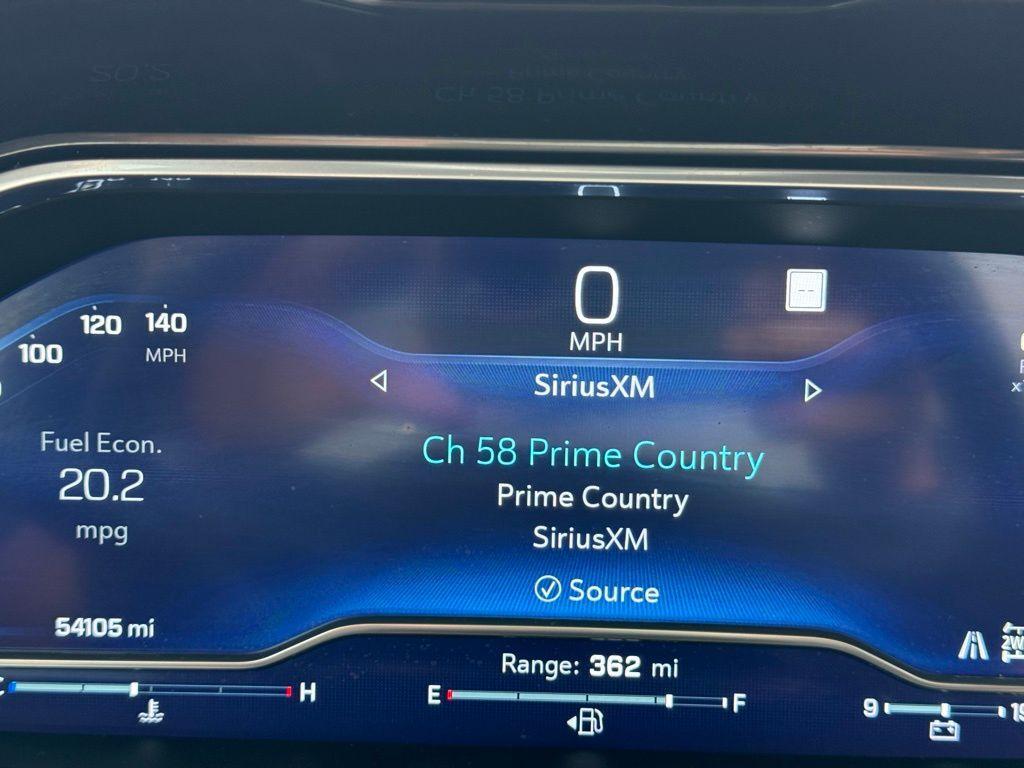 0
MPH
--
100
120
140
MPH
SiriusXM
Ch 58 Prime Country
Prime Country
SiriusXM
Source
Fuel Econ.
20.2
mpg
54105 mi
Range: 362 mi
H
E
F
9